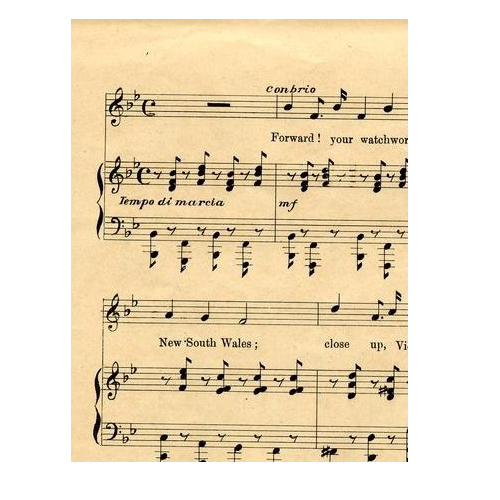 con brio
Forward! your watchwor
Tempo di marcia mf
New South Wales; close up, Vi